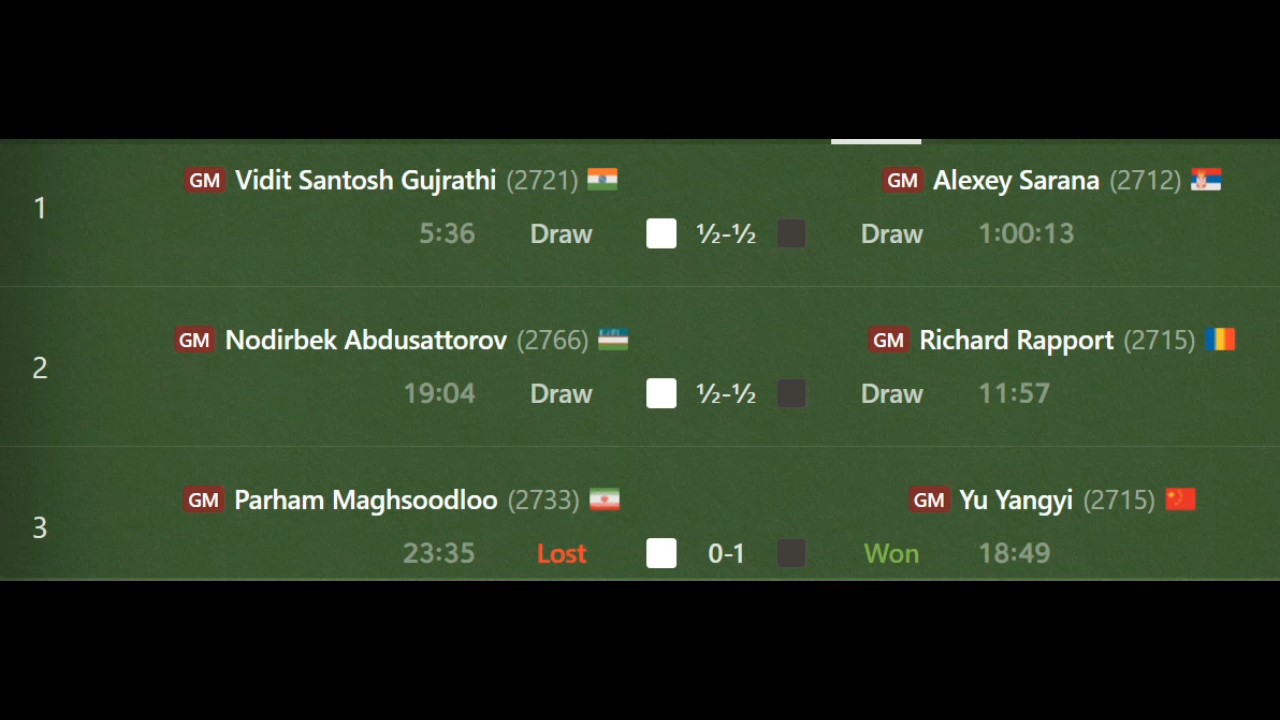 1
GM Vidit Santosh Gujrathi (2721)
GM Alexey Sarana (2712)
5:36 Draw ½-½ Draw 1:00:13
2
GM Nodirbek Abdusattorov (2766)
GM Richard Rapport (2715)
19:04 Draw ½-½ Draw 11:57
3
GM Parham Maghsoodloo (2733)
GM Yu Yangyi (2715)
23:35 Lost 0-1 Won 18:49